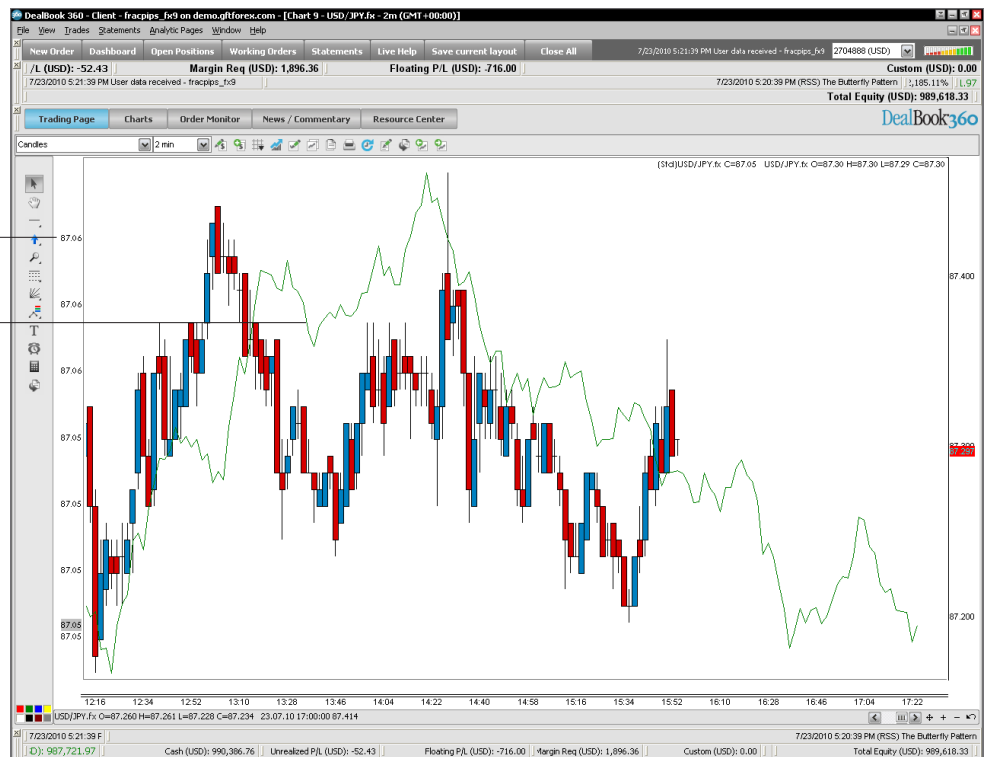 DealBook 360 - Client - fracpips_fx9 on demo.gftforex.com - [Chart 9 - USD/JPY.fx - 2m (GMT+00:00)]
File View Trades Statements Analytic Pages Window Help
New Order Dashboard Open Positions Working Orders Statements Live Help Save current layout Close All 7/23/2010 5:21:39 PM User data received - fracpips_fx9 2704888 (USD)
/L (USD): -52.43 Margin Req (USD): 1,896.36 Floating P/L (USD): -716.00 Custom (USD): 0.00
7/23/2010 5:21:39 PM User data received - fracpips_fx9 7/23/2010 5:20:39 PM (RSS) The Butterfly Pattern ,185.11% 1.97
Total Equity (USD): 989,618.33
Trading Page Charts Order Monitor News / Commentary Resource Center DealBook 360
Candles 2 min
(Std)USD/JPY.fx C=87.05 USD/JPY.fx O=87.30 H=87.30 L=87.29 C=87.30
87.06
87.400
87.06
T
87.06
87.05
87.300
87.297
87.05
87.05
87.200
87.05
87.05
12:16 12:34 12:52 13:10 13:28 13:46 14:04 14:22 14:40 14:58 15:16 15:34 15:52 16:10 16:28 16:46 17:04 17:22
USD/JPY.fx O=87.260 H=87.261 L=87.228 C=87.234 23.07.10 17:00:00 87.414
7/23/2010 5:21:39 F 7/23/2010 5:20:39 PM (RSS) The Butterfly Pattern
D): 987,721.97 Cash (USD): 990,386.76 Unrealized P/L (USD): -52.43 Floating P/L (USD): -716.00 Margin Req (USD): 1,896.36 Custom (USD): 0.00 Total Equity (USD): 989,618.33